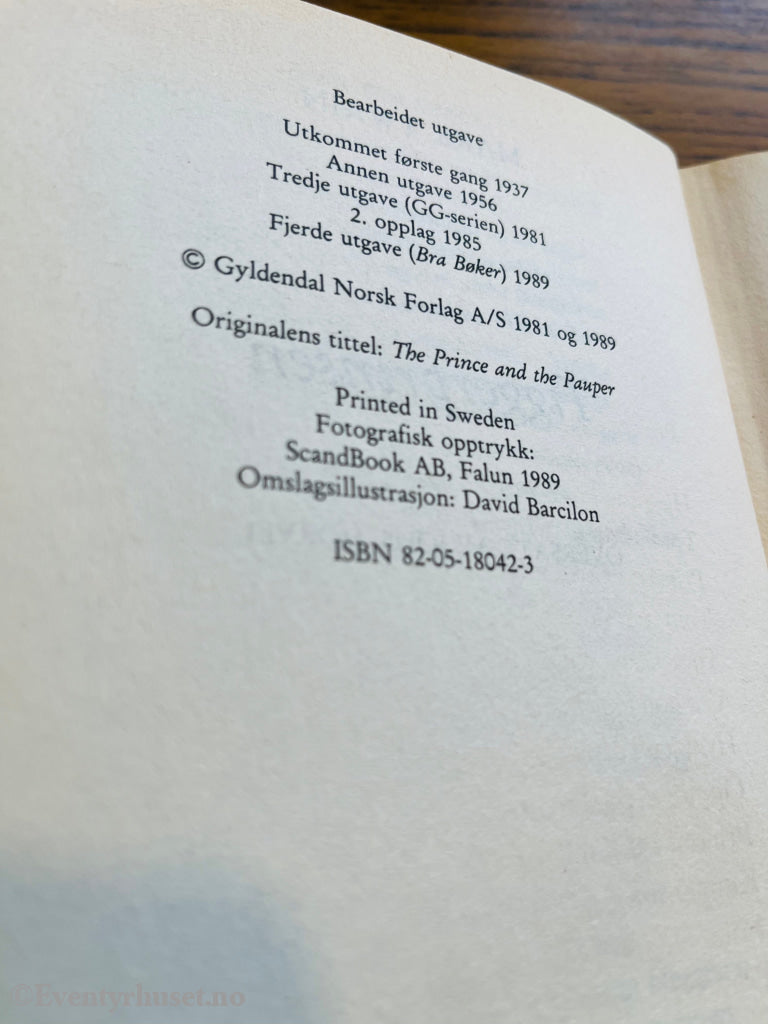 Bearbeidet utgave
Utkommet første gang 1937
Annen utgave 1956
Tredje utgave (GG-serien) 1981
2. opplag 1985
Fjerde utgave (Bra Bøker) 1989
© Gyldendal Norsk Forlag A/S 1981 og 1989
Originalens tittel: The Prince and the Pauper
Printed in Sweden
Fotografisk opptrykk:
ScandBook AB, Falun 1989
Omslagsillustrasjon: David Barcilon
ISBN 82-05-18042-3
©Eventyrhuset.no